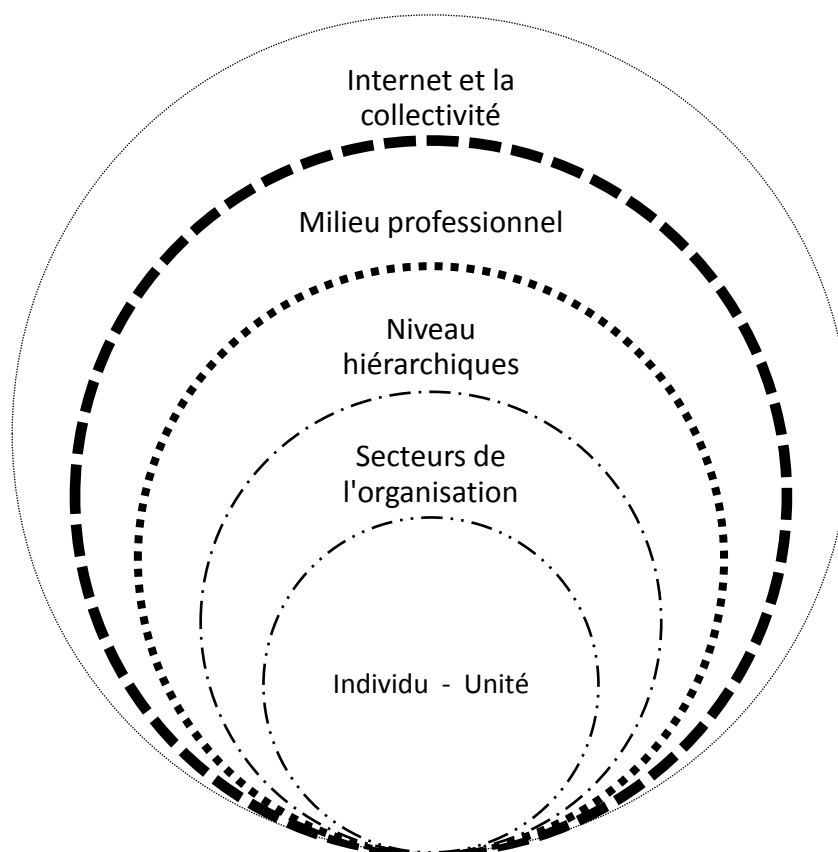 Internet et la
collectivité
Milieu professionnel
Niveau
hiérarchiques
Secteurs de
l'organisation
Individu - Unité